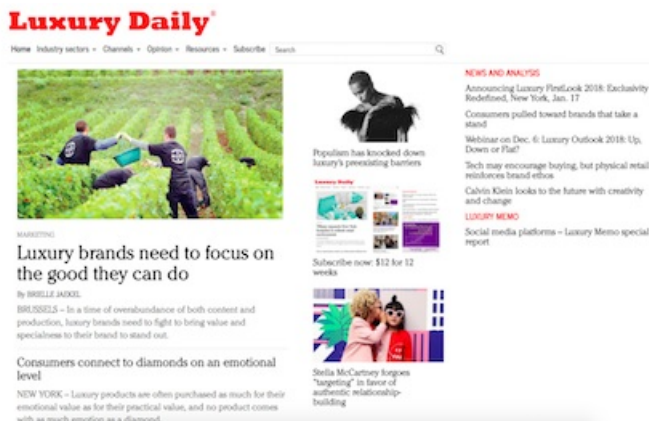 Luxury Daily®
Home Industry sectors Channels Opinion Resources Subscribe Search
MARKETING
Luxury brands need to focus on
the good they can do
By BRIELLE JAEKEL
BRUSSELS – In a time of overabundance of both content and
production, luxury brands need to fight to bring value and
specialness to their brand to stand out.
Consumers connect to diamonds on an emotional
level
NEW YORK – Luxury products are often purchased as much for their
emotional value as for their practical value, and no product comes
with as much emotion as a diamond.
Populism has knocked down
luxury's preexisting barriers
Luxury Daily
Subscribe now: $12 for 12
weeks
Stella McCartney forgoes
"targeting" in favor of
authentic relationship-
building
NEWS AND ANALYSIS
Announcing Luxury FirstLook 2018: Exclusivity
Redefined, New York, Jan. 17
Consumers pulled toward brands that take a
stand
Webinar on Dec. 6: Luxury Outlook 2018: Up,
Down or Flat?
Tech may encourage buying, but physical retail
reinforces brand ethos
Calvin Klein looks to the future with creativity
and change
LUXURY MEMO
Social media platforms – Luxury Memo special
report